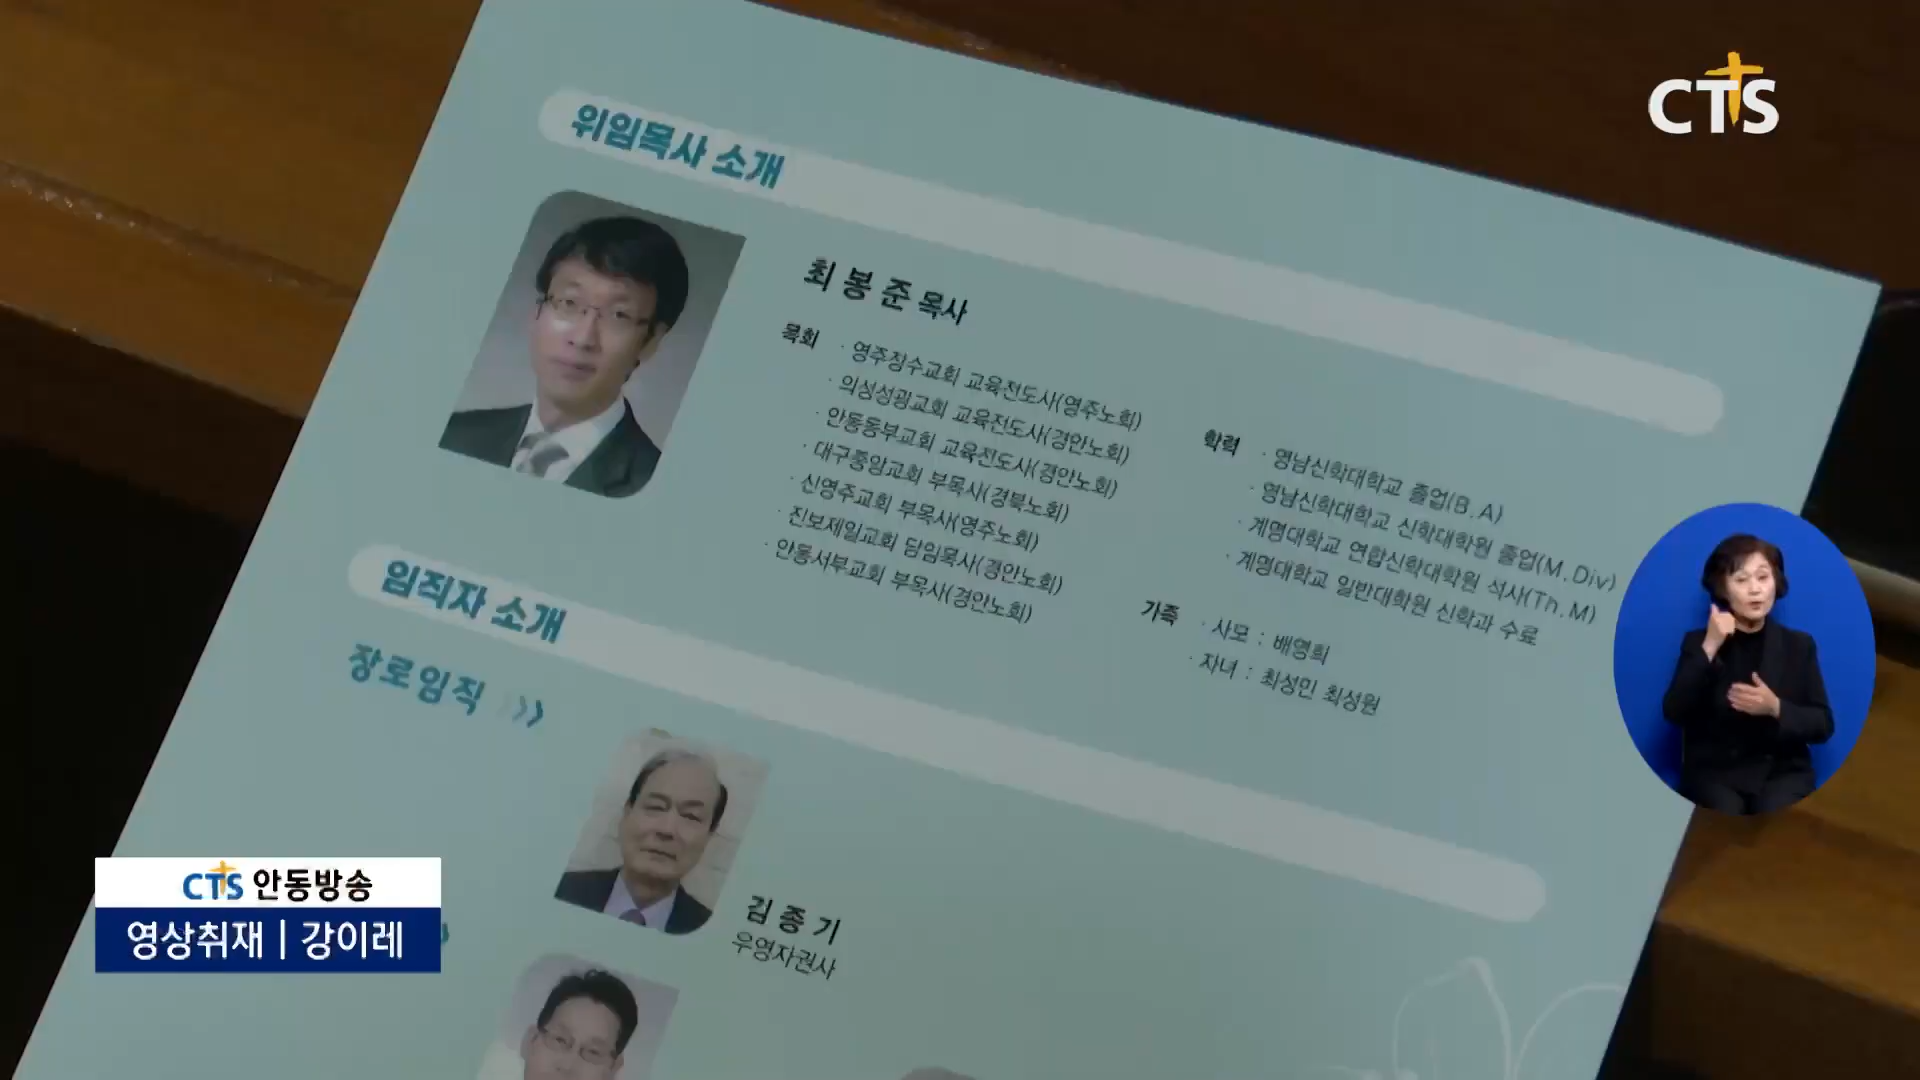 CTS
위임목사 소개
최봉준 목사
목회
· 영주장수교회 교육전도사(영주노회)
· 의성성광교회 교육전도사(경안노회)
· 안동동부교회 교육전도사(경안노회)
· 대구중앙교회 부목사(경북노회)
· 신영주교회 부목사(영주노회)
· 진보제일교회 담임목사(경안노회)
· 안동서부교회 부목사(경안노회)
학력
· 영남신학대학교 졸업(B.A)
· 영남신학대학교 신학대학원 졸업(M.Div)
· 계명대학교 연합신학대학원 석사(Th.M)
· 계명대학교 일반대학원 신학과 수료
가족
· 사모 : 배영희
· 자녀 : 최성민 최성원
임직자 소개
장로임직 》》
김종기
우영자권사
CTS 안동방송
영상취재 | 강이레